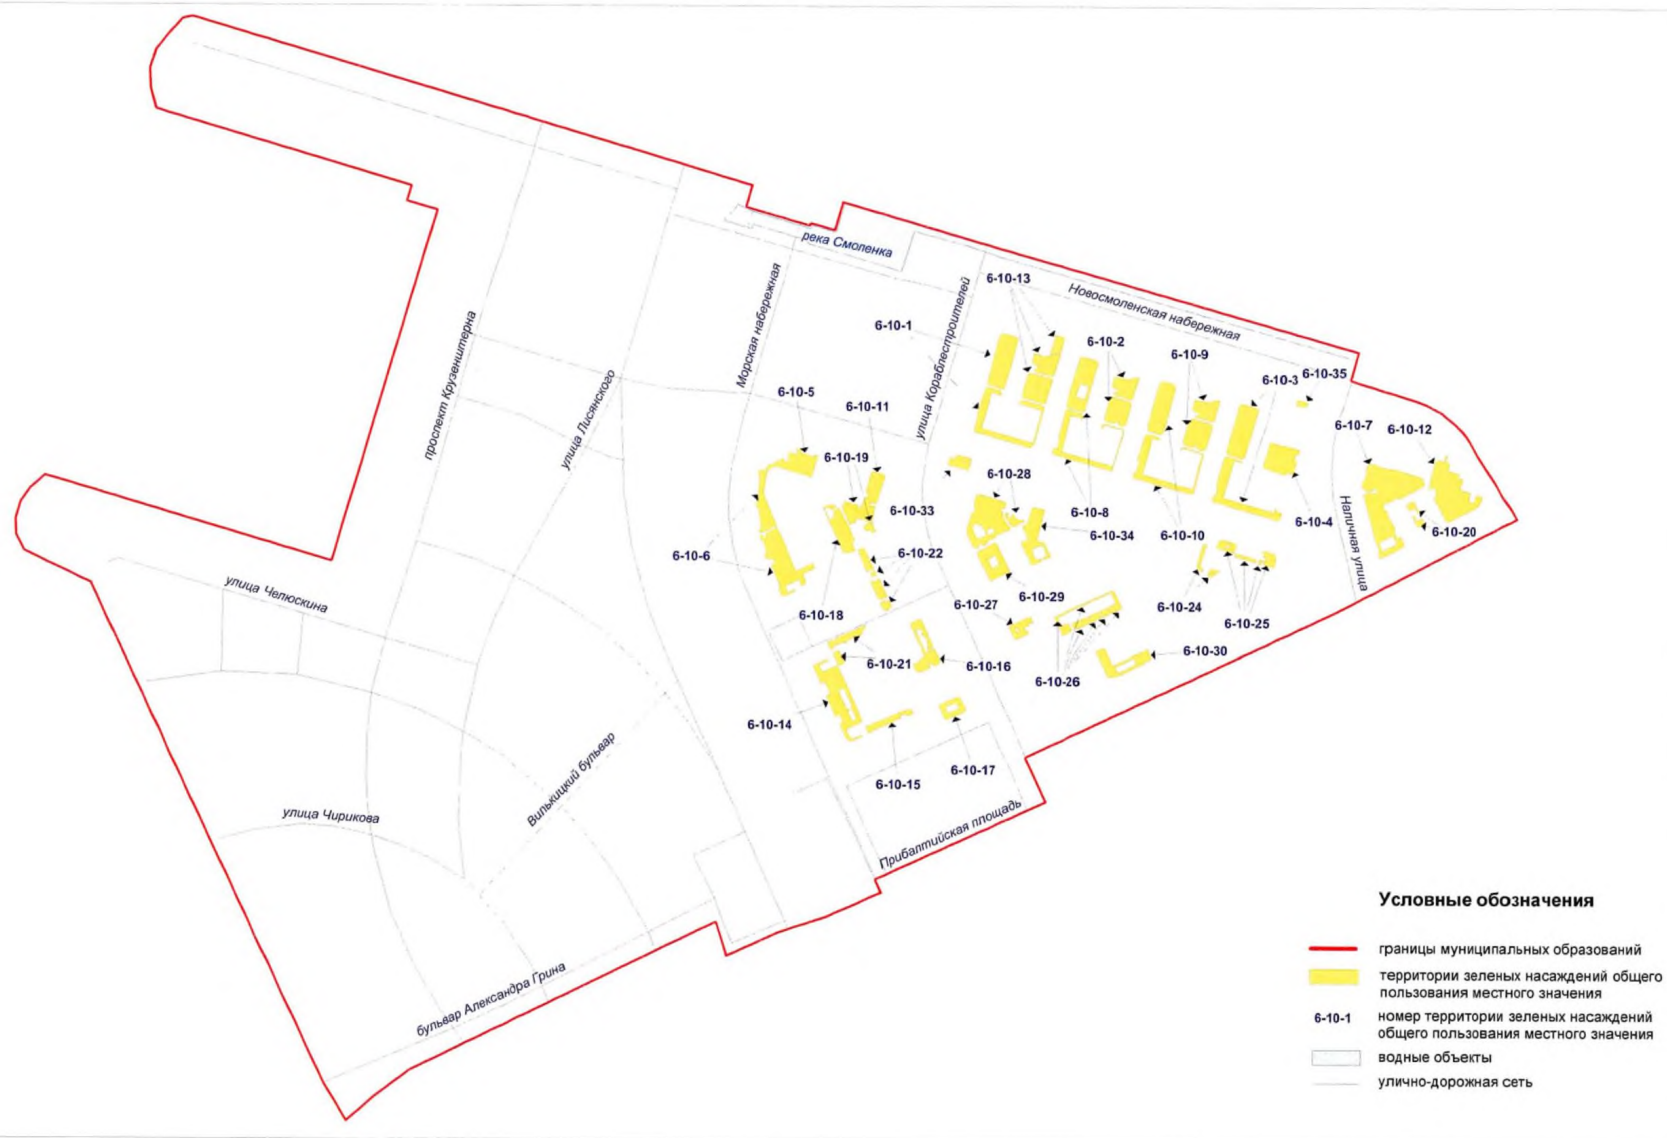 река Смоленка
6-10-13
Новосмоленская набережная
6-10-1
6-10-2
6-10-9
6-10-3
6-10-35
проспект Крузенштерна
улица Лисянского
Морская набережная
улица Кораблестроителей
6-10-5
6-10-11
6-10-7
6-10-12
6-10-19
6-10-28
6-10-33
6-10-8
6-10-10
6-10-4
6-10-34
6-10-20
6-10-6
6-10-22
Наличная улица
улица Челюскина
6-10-18
6-10-27
6-10-29
6-10-24
6-10-25
6-10-21
6-10-16
6-10-30
6-10-26
6-10-14
6-10-15
6-10-17
Вилькицкий бульвар
улица Чирикова
Прибалтийская площадь
бульвар Александра Грина
Условные обозначения
границы муниципальных образований
территории зеленых насаждений общего
пользования местного значения
6-10-1 номер территории зеленых насаждений
общего пользования местного значения
водные объекты
улично-дорожная сеть